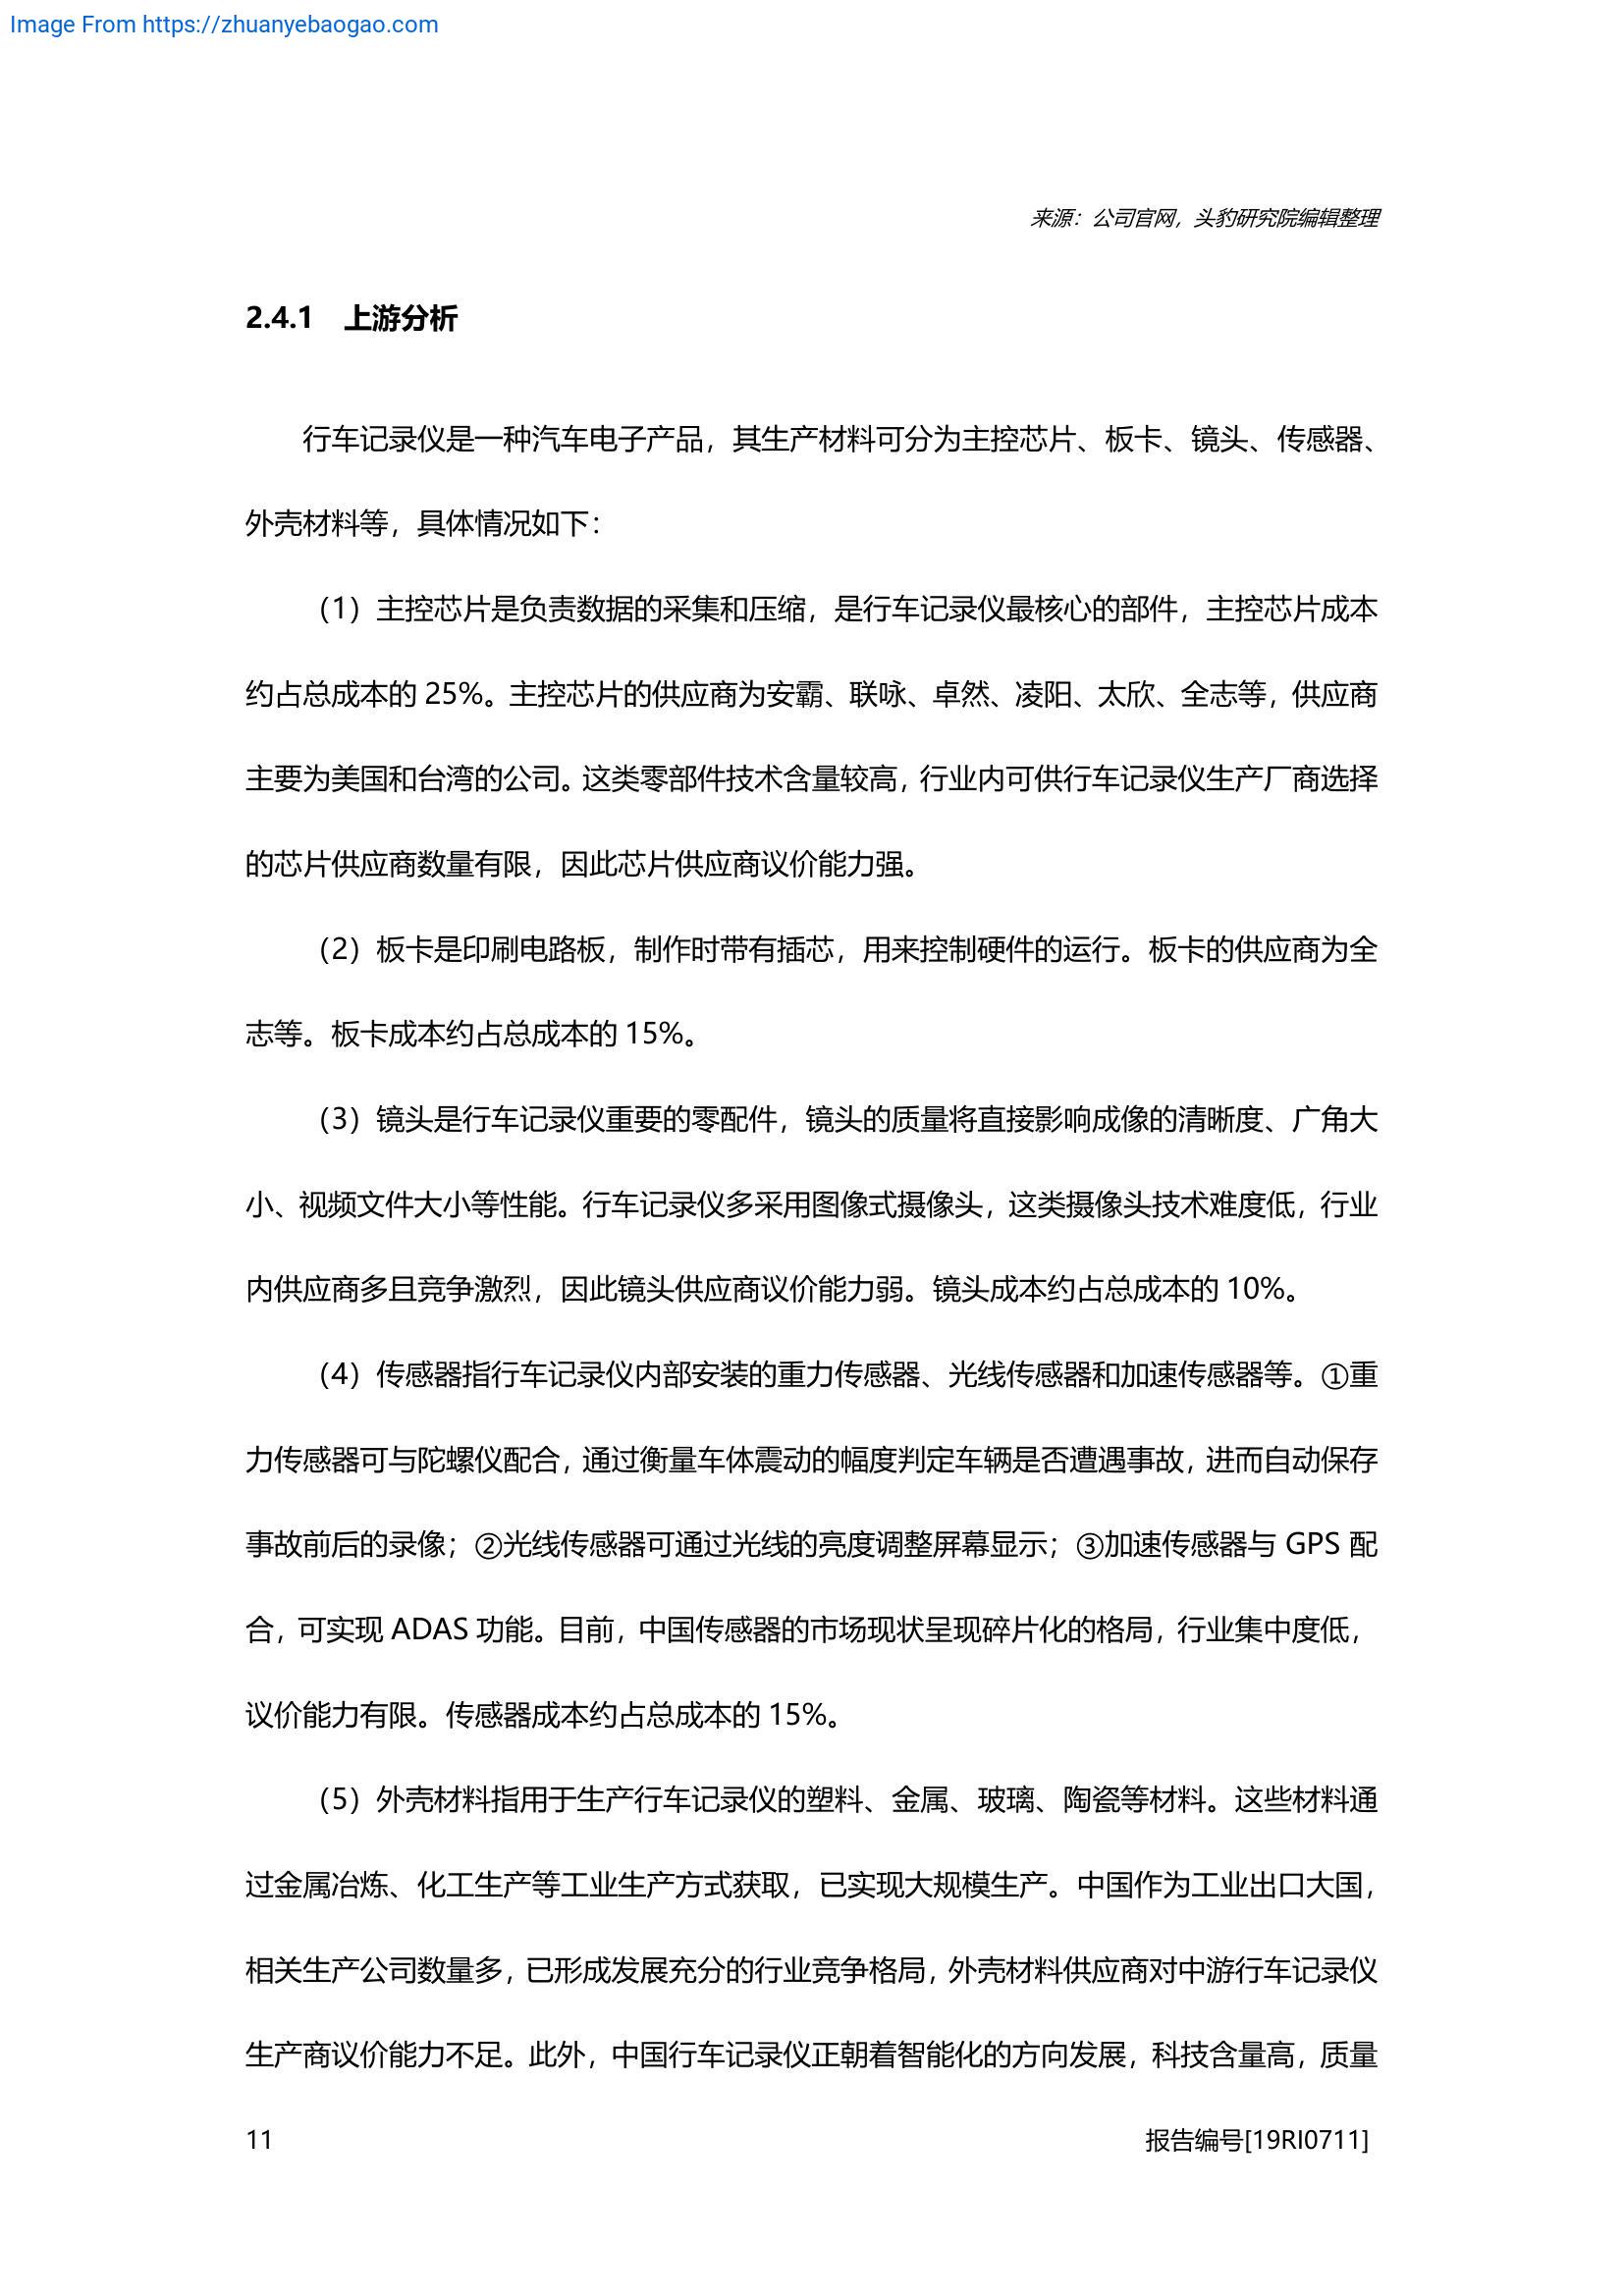 Image From https://zhuanyebaogao.com
来源：公司官网，头豹研究院编辑整理
2.4.1 上游分析
行车记录仪是一种汽车电子产品，其生产材料可分为主控芯片、板卡、镜头、传感器、
外壳材料等，具体情况如下：
（1）主控芯片是负责数据的采集和压缩，是行车记录仪最核心的部件，主控芯片成本
约占总成本的 25%。主控芯片的供应商为安霸、联咏、卓然、凌阳、太欣、全志等，供应商
主要为美国和台湾的公司。这类零部件技术含量较高，行业内可供行车记录仪生产厂商选择
的芯片供应商数量有限，因此芯片供应商议价能力强。
（2）板卡是印刷电路板，制作时带有插芯，用来控制硬件的运行。板卡的供应商为全
志等。板卡成本约占总成本的 15%。
（3）镜头是行车记录仪重要的零配件，镜头的质量将直接影响成像的清晰度、广角大
小、视频文件大小等性能。行车记录仪多采用图像式摄像头，这类摄像头技术难度低，行业
内供应商多且竞争激烈，因此镜头供应商议价能力弱。镜头成本约占总成本的 10%。
（4）传感器指行车记录仪内部安装的重力传感器、光线传感器和加速传感器等。①重
力传感器可与陀螺仪配合，通过衡量车体震动的幅度判定车辆是否遭遇事故，进而自动保存
事故前后的录像；②光线传感器可通过光线的亮度调整屏幕显示；③加速传感器与 GPS 配
合，可实现 ADAS 功能。目前，中国传感器的市场现状呈现碎片化的格局，行业集中度低，
议价能力有限。传感器成本约占总成本的 15%。
（5）外壳材料指用于生产行车记录仪的塑料、金属、玻璃、陶瓷等材料。这些材料通
过金属冶炼、化工生产等工业生产方式获取，已实现大规模生产。中国作为工业出口大国，
相关生产公司数量多，已形成发展充分的行业竞争格局，外壳材料供应商对中游行车记录仪
生产商议价能力不足。此外，中国行车记录仪正朝着智能化的方向发展，科技含量高，质量
11
报告编号[19RI0711]